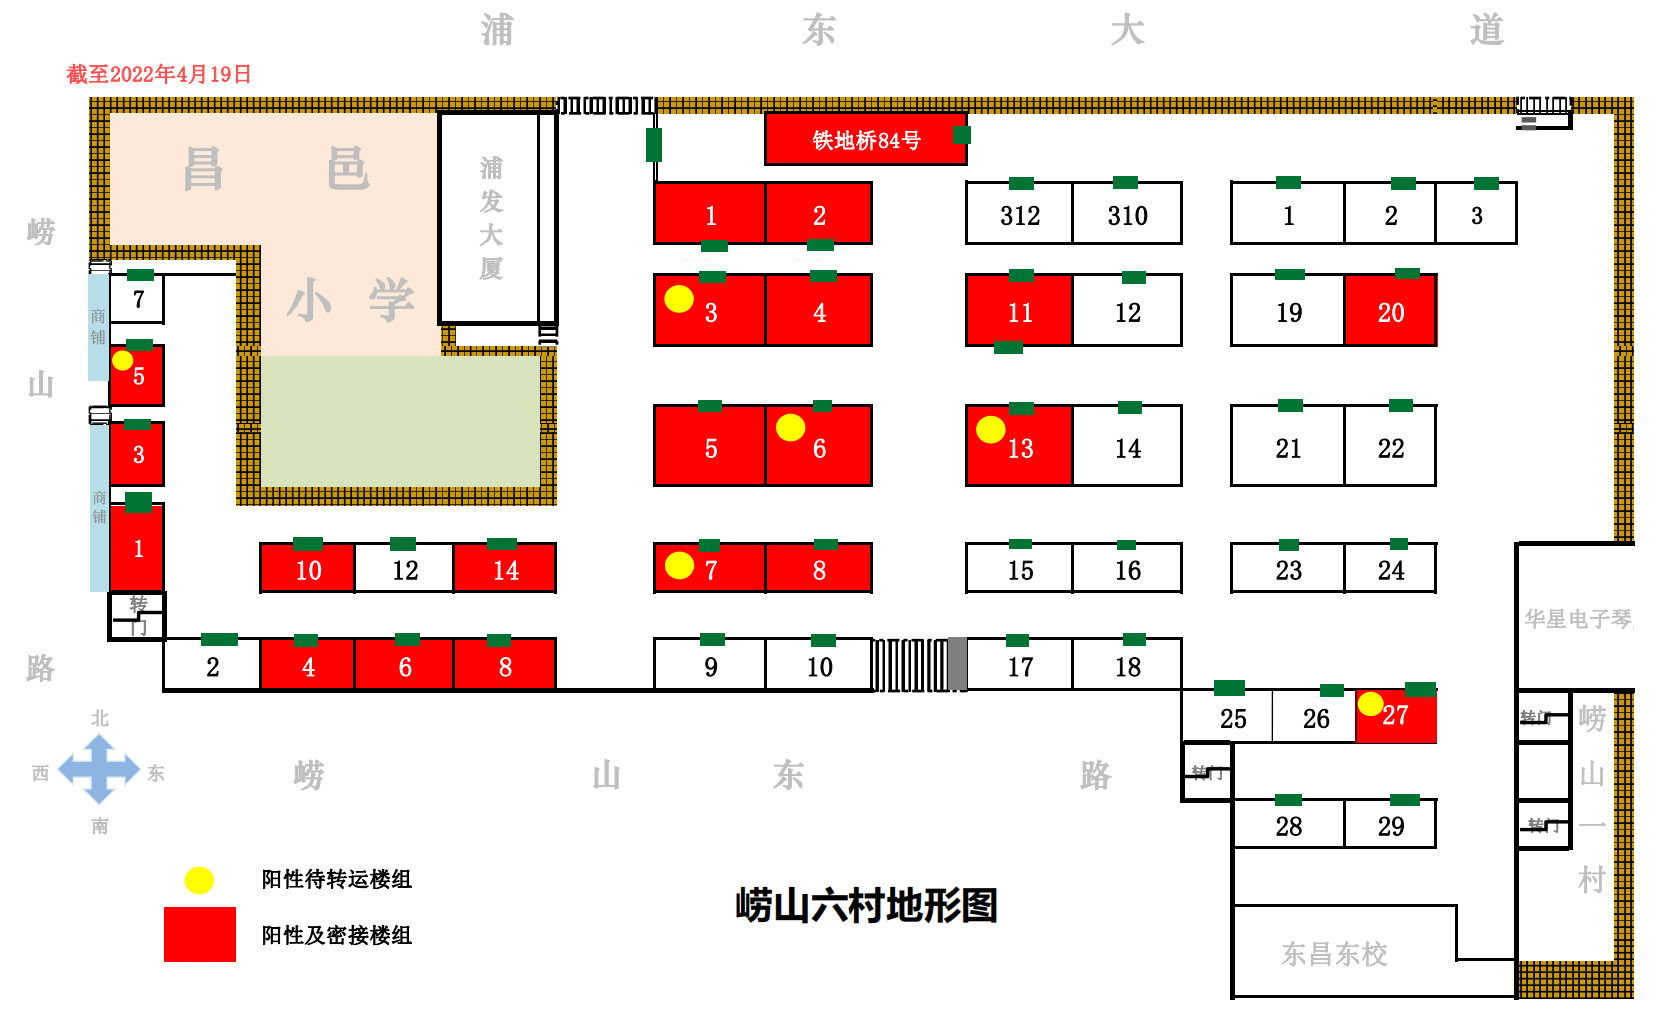 浦 东 大 道
截至2022年4月19日
昌 邑
小 学
浦发大厦
铁地桥84号
崂 山 路
1 2 312 310 1 2 3
7
商铺
3 4 11 12 19 20
5
3
商铺
5 6 13 14 21 22
1
10 12 14 7 8 15 16 23 24
转门
华星电子琴
2 4 6 8 9 10 17 18
25 26 27
转门
崂山一村
北
西 东
南
崂 山 东 路
转门
28 29
转门
阳性待转运楼组
阳性及密接楼组
崂山六村地形图
东昌东校